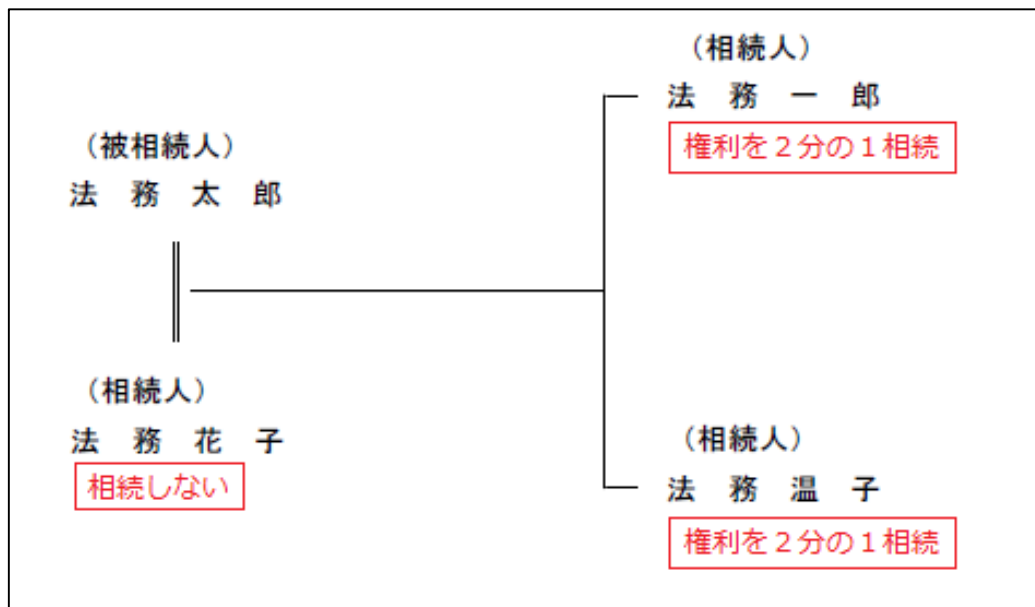 (被相続人)
法 務 太 郎
(相続人)
法 務 花 子
相続しない
(相続人)
法 務 一 郎
権利を２分の１相続
(相続人)
法 務 温 子
権利を２分の１相続